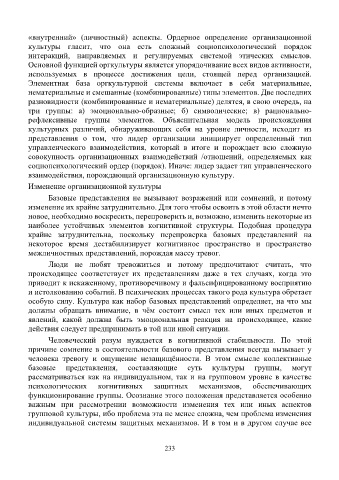 «внутренний» (личностный) аспекты. Ордерное определение организационной
культуры гласит, что она есть сложный социопсихологический порядок
интеракций, направляемых и регулируемых системой этических смыслов.
Основной функцией оргкультуры является упорядочивание всех видов активности,
используемых в процессе достижения цели, стоящей перед организацией.
Элементная база оргкультурной системы включает в себя материальные,
нематериальные и смешанные (комбинированные) типы элементов. Две последних
разновидности (комбинированные и нематериальные) делятся, в свою очередь, на
три группы: а) эмоционально-образные; б) символические; в) рационально-
рефлексивные группы элементов. Объяснительная модель происхождения
культурных различий, обнаруживающих себя на уровне личности, исходит из
представления о том, что лидер организации инициирует определенный тип
управленческого взаимодействия, который в итоге и порождает всю сложную
совокупность организационных взаимодействий /отношений, определяемых как
социопсихологический ордер (порядок). Иначе: лидер задает тип управленческого
взаимодействия, порождающий организационную культуру.
Изменение организационной культуры
Базовые представления не вызывают возражений или сомнений, и потому
изменение их крайне затруднительно. Для того чтобы освоить в этой области нечто
новое, необходимо воскресить, перепроверить и, возможно, изменить некоторые из
наиболее устойчивых элементов когнитивной структуры. Подобная процедура
крайне затруднительна, поскольку перепроверка базовых представлений на
некоторое время дестабилизирует когнитивное пространство и пространство
межличностных представлений, порождая массу тревог.
Люди не любят тревожиться и потому предпочитают считать, что
происходящее соответствует их представлениям даже в тех случаях, когда это
приводит к искаженному, противоречивому и фальсифицированному восприятию
и истолкованию событий. В психических процессах такого рода культура обретает
особую силу. Культура как набор базовых представлений определяет, на что мы
должны обращать внимание, в чём состоит смысл тех или иных предметов и
явлений, какой должна быть эмоциональная реакция на происходящее, какие
действия следует предпринимать в той или иной ситуации.
Человеческий разум нуждается в когнитивной стабильности. По этой
причине сомнение в состоятельности базового представления всегда вызывает у
человека тревогу и ощущение незащищённости. В этом смысле коллективные
базовые представления, составляющие суть культуры группы, могут
рассматриваться как на индивидуальном, так и на групповом уровне в качестве
психологических когнитивных защитных механизмов, обеспечивающих
функционирование группы. Осознание этого положения представляется особенно
важным при рассмотрении возможности изменения тех или иных аспектов
групповой культуры, ибо проблема эта не менее сложна, чем проблема изменения
индивидуальной системы защитных механизмов. И в том и в другом случае все
233